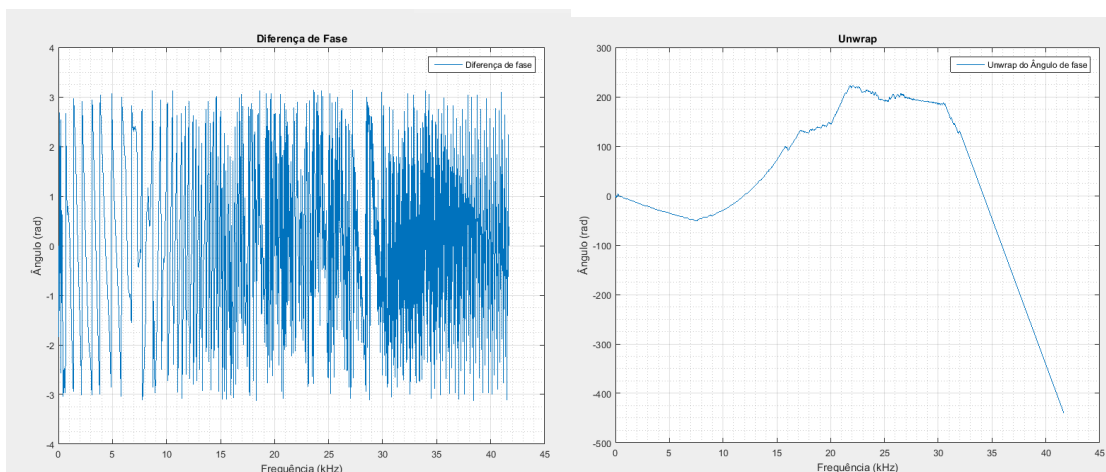 Diferença de Fase
4
3
2
1
0
-1
-2
-3
-4
Ângulo (rad)
Diferença de fase
0 5 10 15 20 25 30 35 40 45
Frequência (kHz)
Unwrap
300
200
100
0
-100
-200
-300
-400
-500
Ângulo (rad)
Unwrap do Ângulo de fase
0 5 10 15 20 25 30 35 40 45
Frequência (kHz)